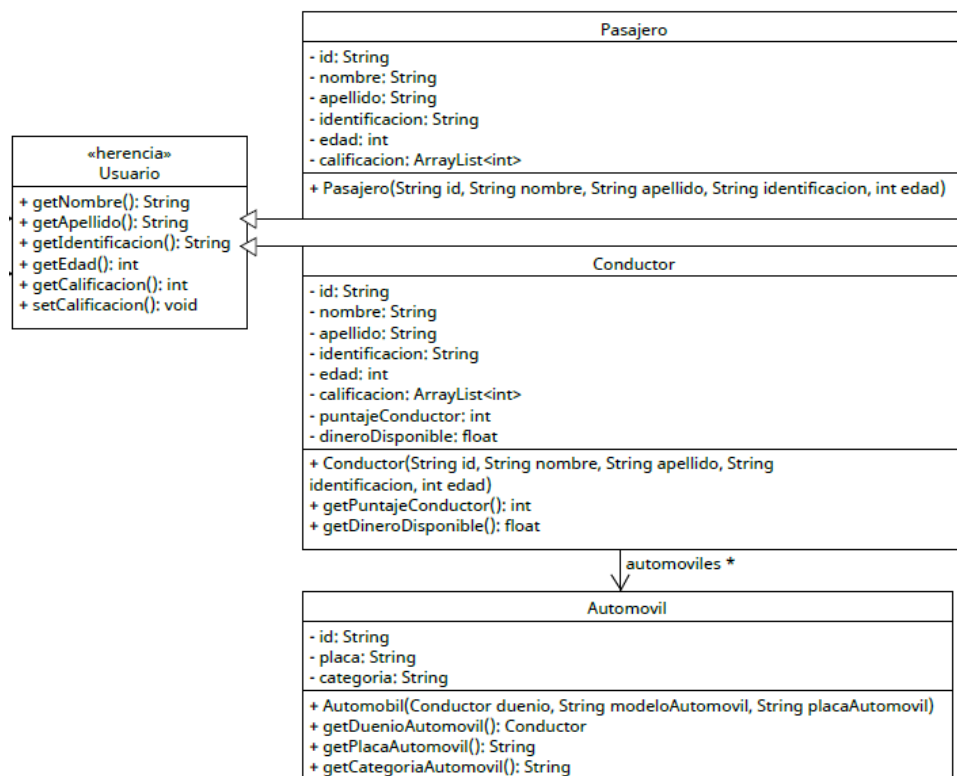 Pasajero
- id: String
- nombre: String
- apellido: String
- identificacion: String
- edad: int
- calificacion: ArrayList<int>
+ Pasajero(String id, String nombre, String apellido, String identificacion, int edad)
«herencia»
Usuario
+ getNombre(): String
+ getApellido(): String
+ getIdentificacion(): String
+ getEdad(): int
+ getCalificacion(): int
+ setCalificacion(): void
Conductor
- id: String
- nombre: String
- apellido: String
- identificacion: String
- edad: int
- calificacion: ArrayList<int>
- puntajeConductor: int
- dineroDisponible: float
+ Conductor(String id, String nombre, String apellido, String
identificacion, int edad)
+ getPuntajeConductor(): int
+ getDineroDisponible(): float
automoviles *
Automovil
- id: String
- placa: String
- categoria: String
+ Automobil(Conductor duenio, String modeloAutomovil, String placaAutomovil)
+ getDuenioAutomovil(): Conductor
+ getPlacaAutomovil(): String
+ getCategoriaAutomovil(): String